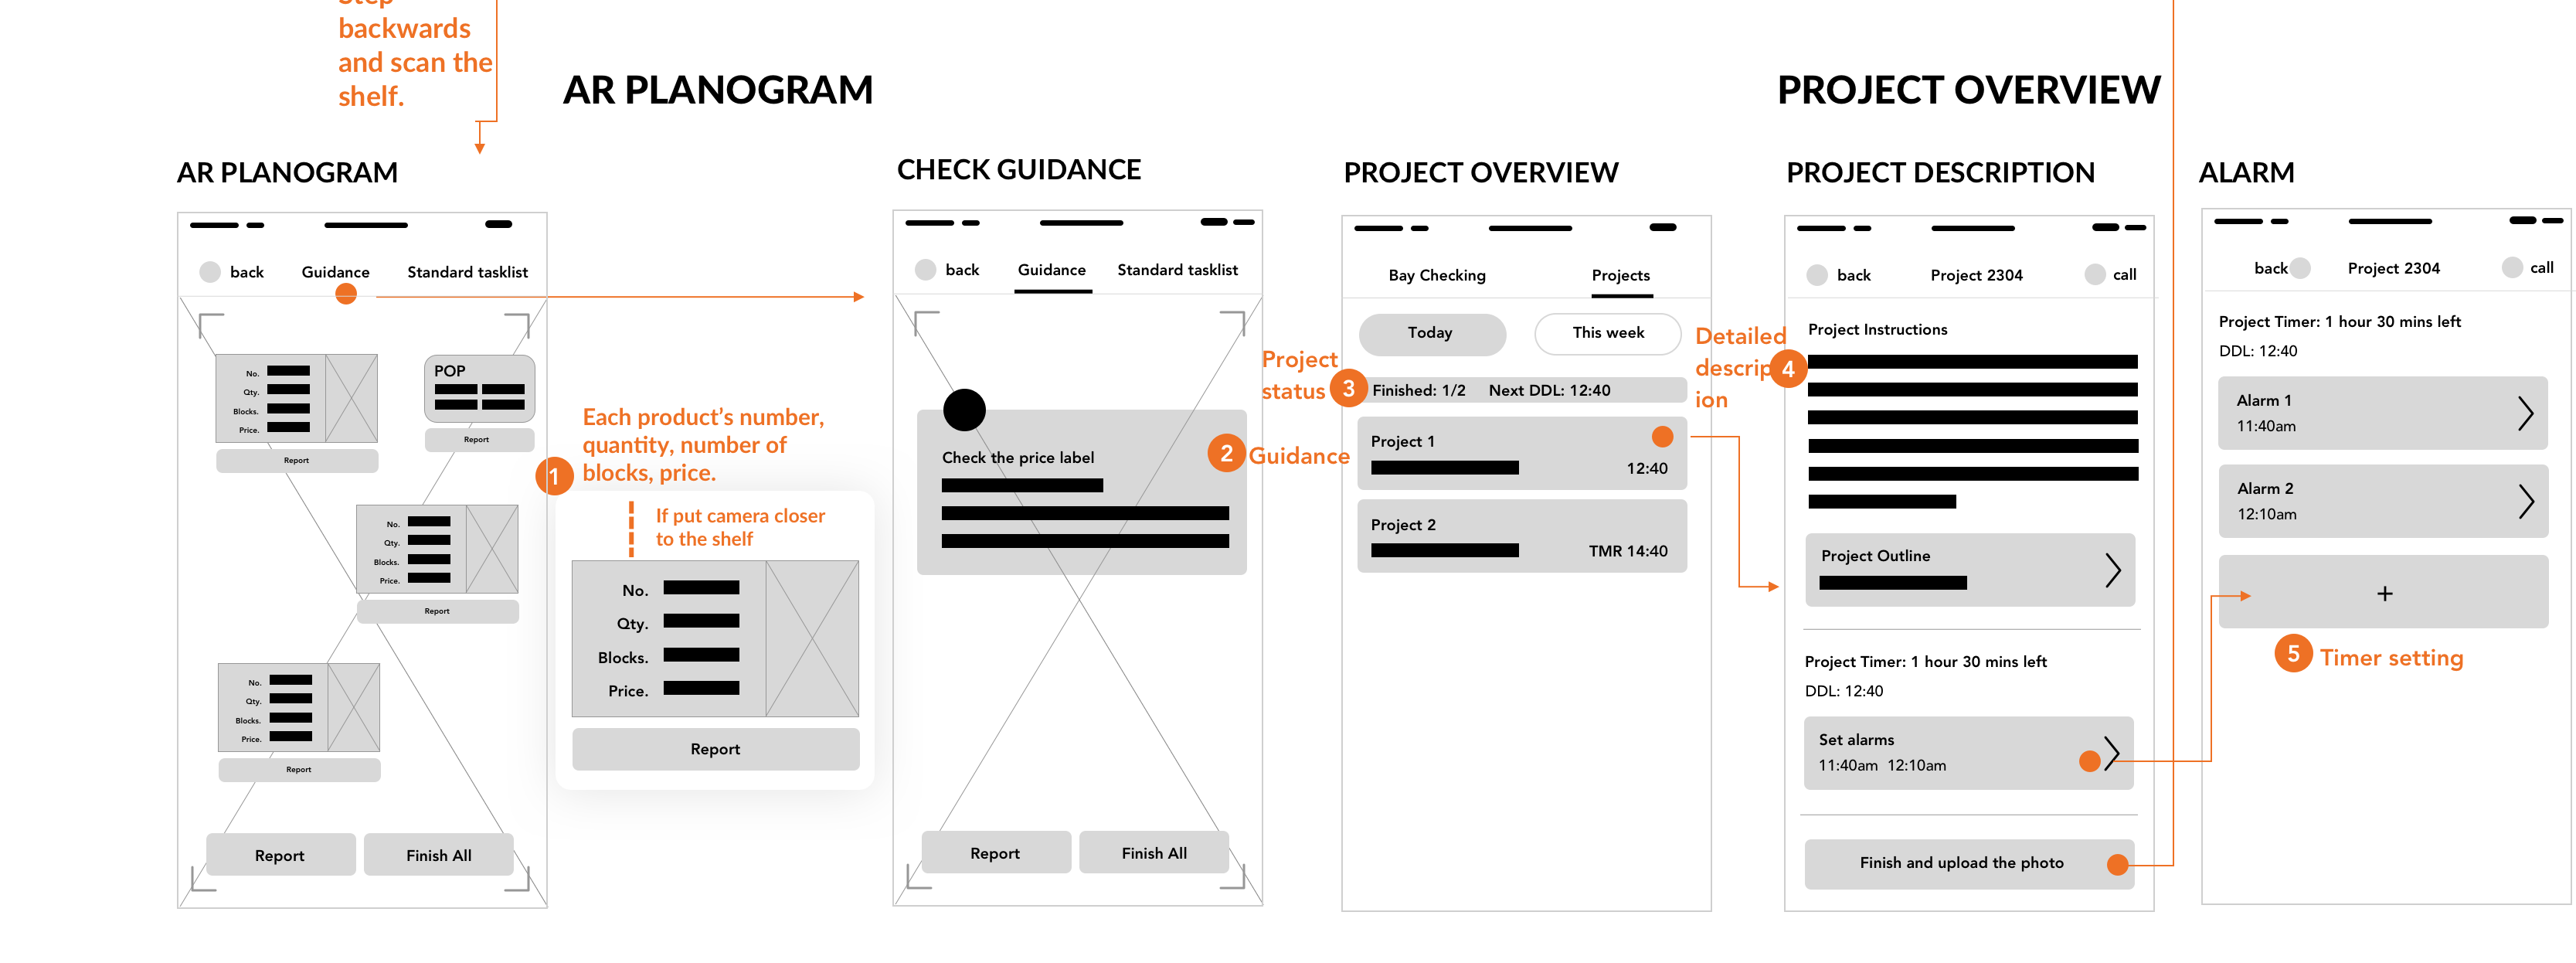 Step
backwards
and scan the
shelf.
AR PLANOGRAM
PROJECT OVERVIEW
AR PLANOGRAM
back
Guidance
Standard tasklist
No.
Qty.
Blocks.
Price.
Report
POP
Report
No.
Qty.
Blocks.
Price.
Report
No.
Qty.
Blocks.
Price.
Report
Report
Finish All
1
Each product's number,
quantity, number of
blocks, price.
If put camera closer
to the shelf
No.
Qty.
Blocks.
Price.
Report
CHECK GUIDANCE
back
Guidance
Standard tasklist
Check the price label
2 Guidance
Report
Finish All
PROJECT OVERVIEW
Bay Checking
Projects
Today
This week
Project
status 3
Finished: 1/2 Next DDL: 12:40
Project 1
12:40
Project 2
TMR 14:40
PROJECT DESCRIPTION
back
Project 2304
call
Detailed
descrip 4
ion
Project Instructions
Project Outline
Project Timer: 1 hour 30 mins left
DDL: 12:40
Set alarms
11:40am 12:10am
Finish and upload the photo
ALARM
back
Project 2304
call
Project Timer: 1 hour 30 mins left
DDL: 12:40
Alarm 1
11:40am
Alarm 2
12:10am
+
5 Timer setting